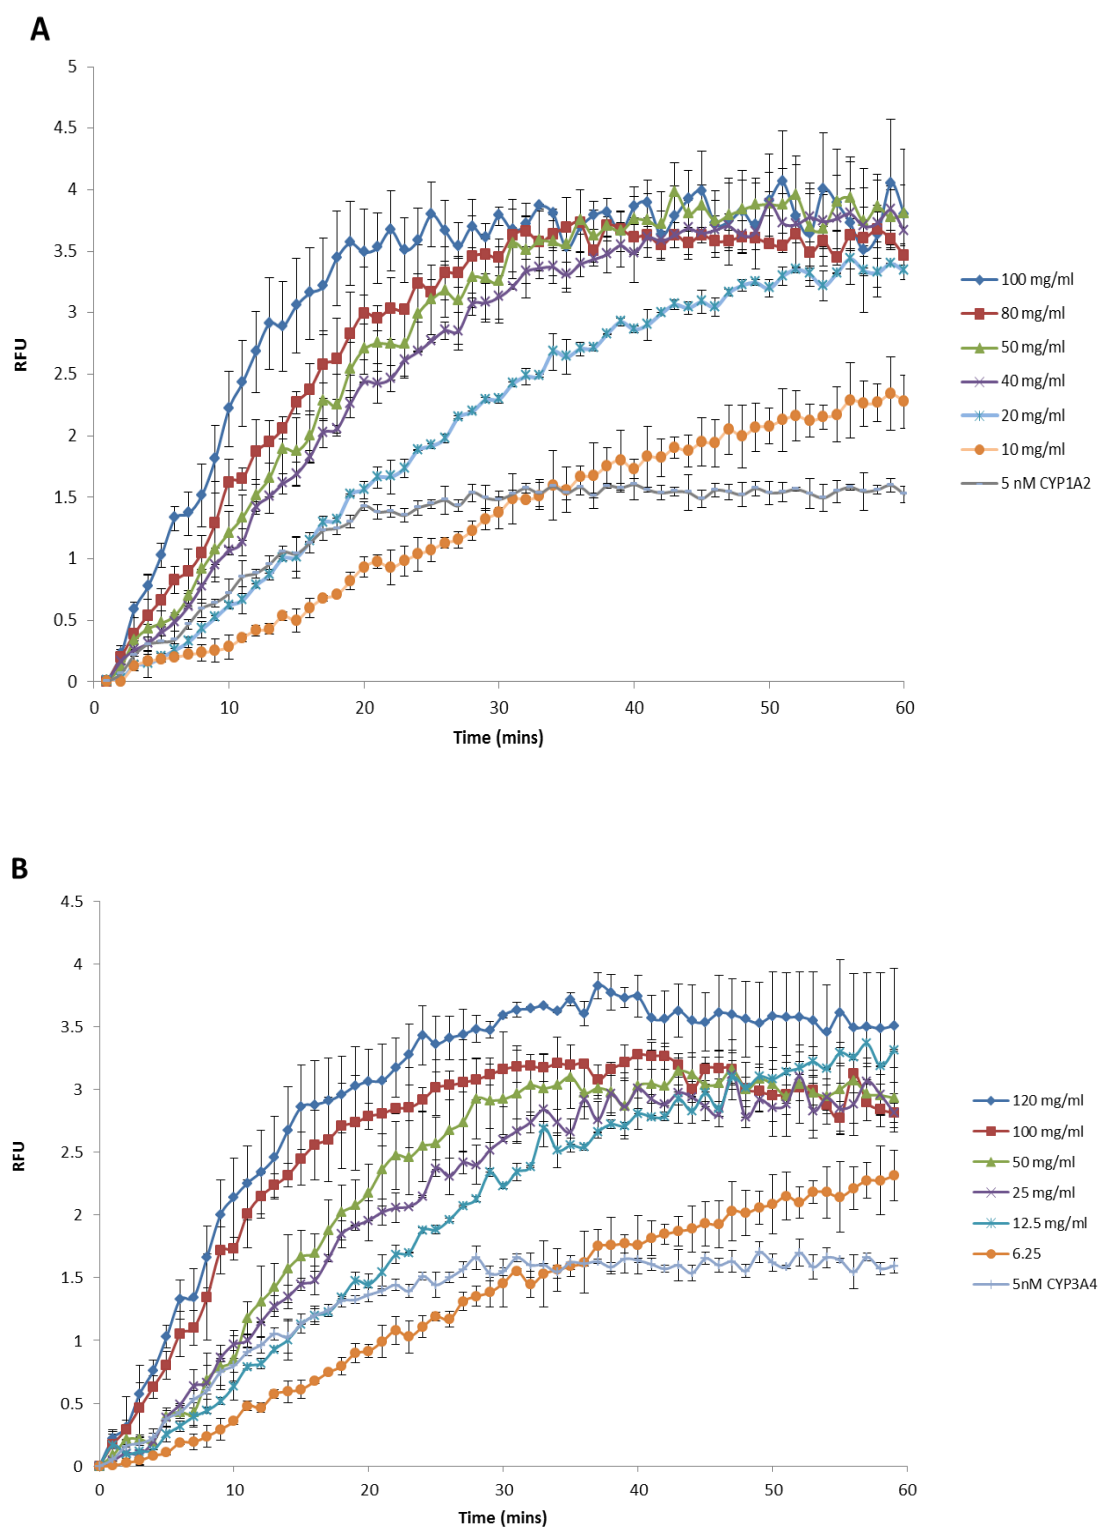 A
5
4.5
4
3.5
3
2.5
2
1.5
1
0.5
0
RFU
0 10 20 30 40 50 60
Time (mins)
100 mg/ml
80 mg/ml
50 mg/ml
40 mg/ml
20 mg/ml
10 mg/ml
5 nM CYP1A2
B
4.5
4
3.5
3
2.5
2
1.5
1
0.5
0
RFU
0 10 20 30 40 50 60
Time (mins)
120 mg/ml
100 mg/ml
50 mg/ml
25 mg/ml
12.5 mg/ml
6.25
5nM CYP3A4